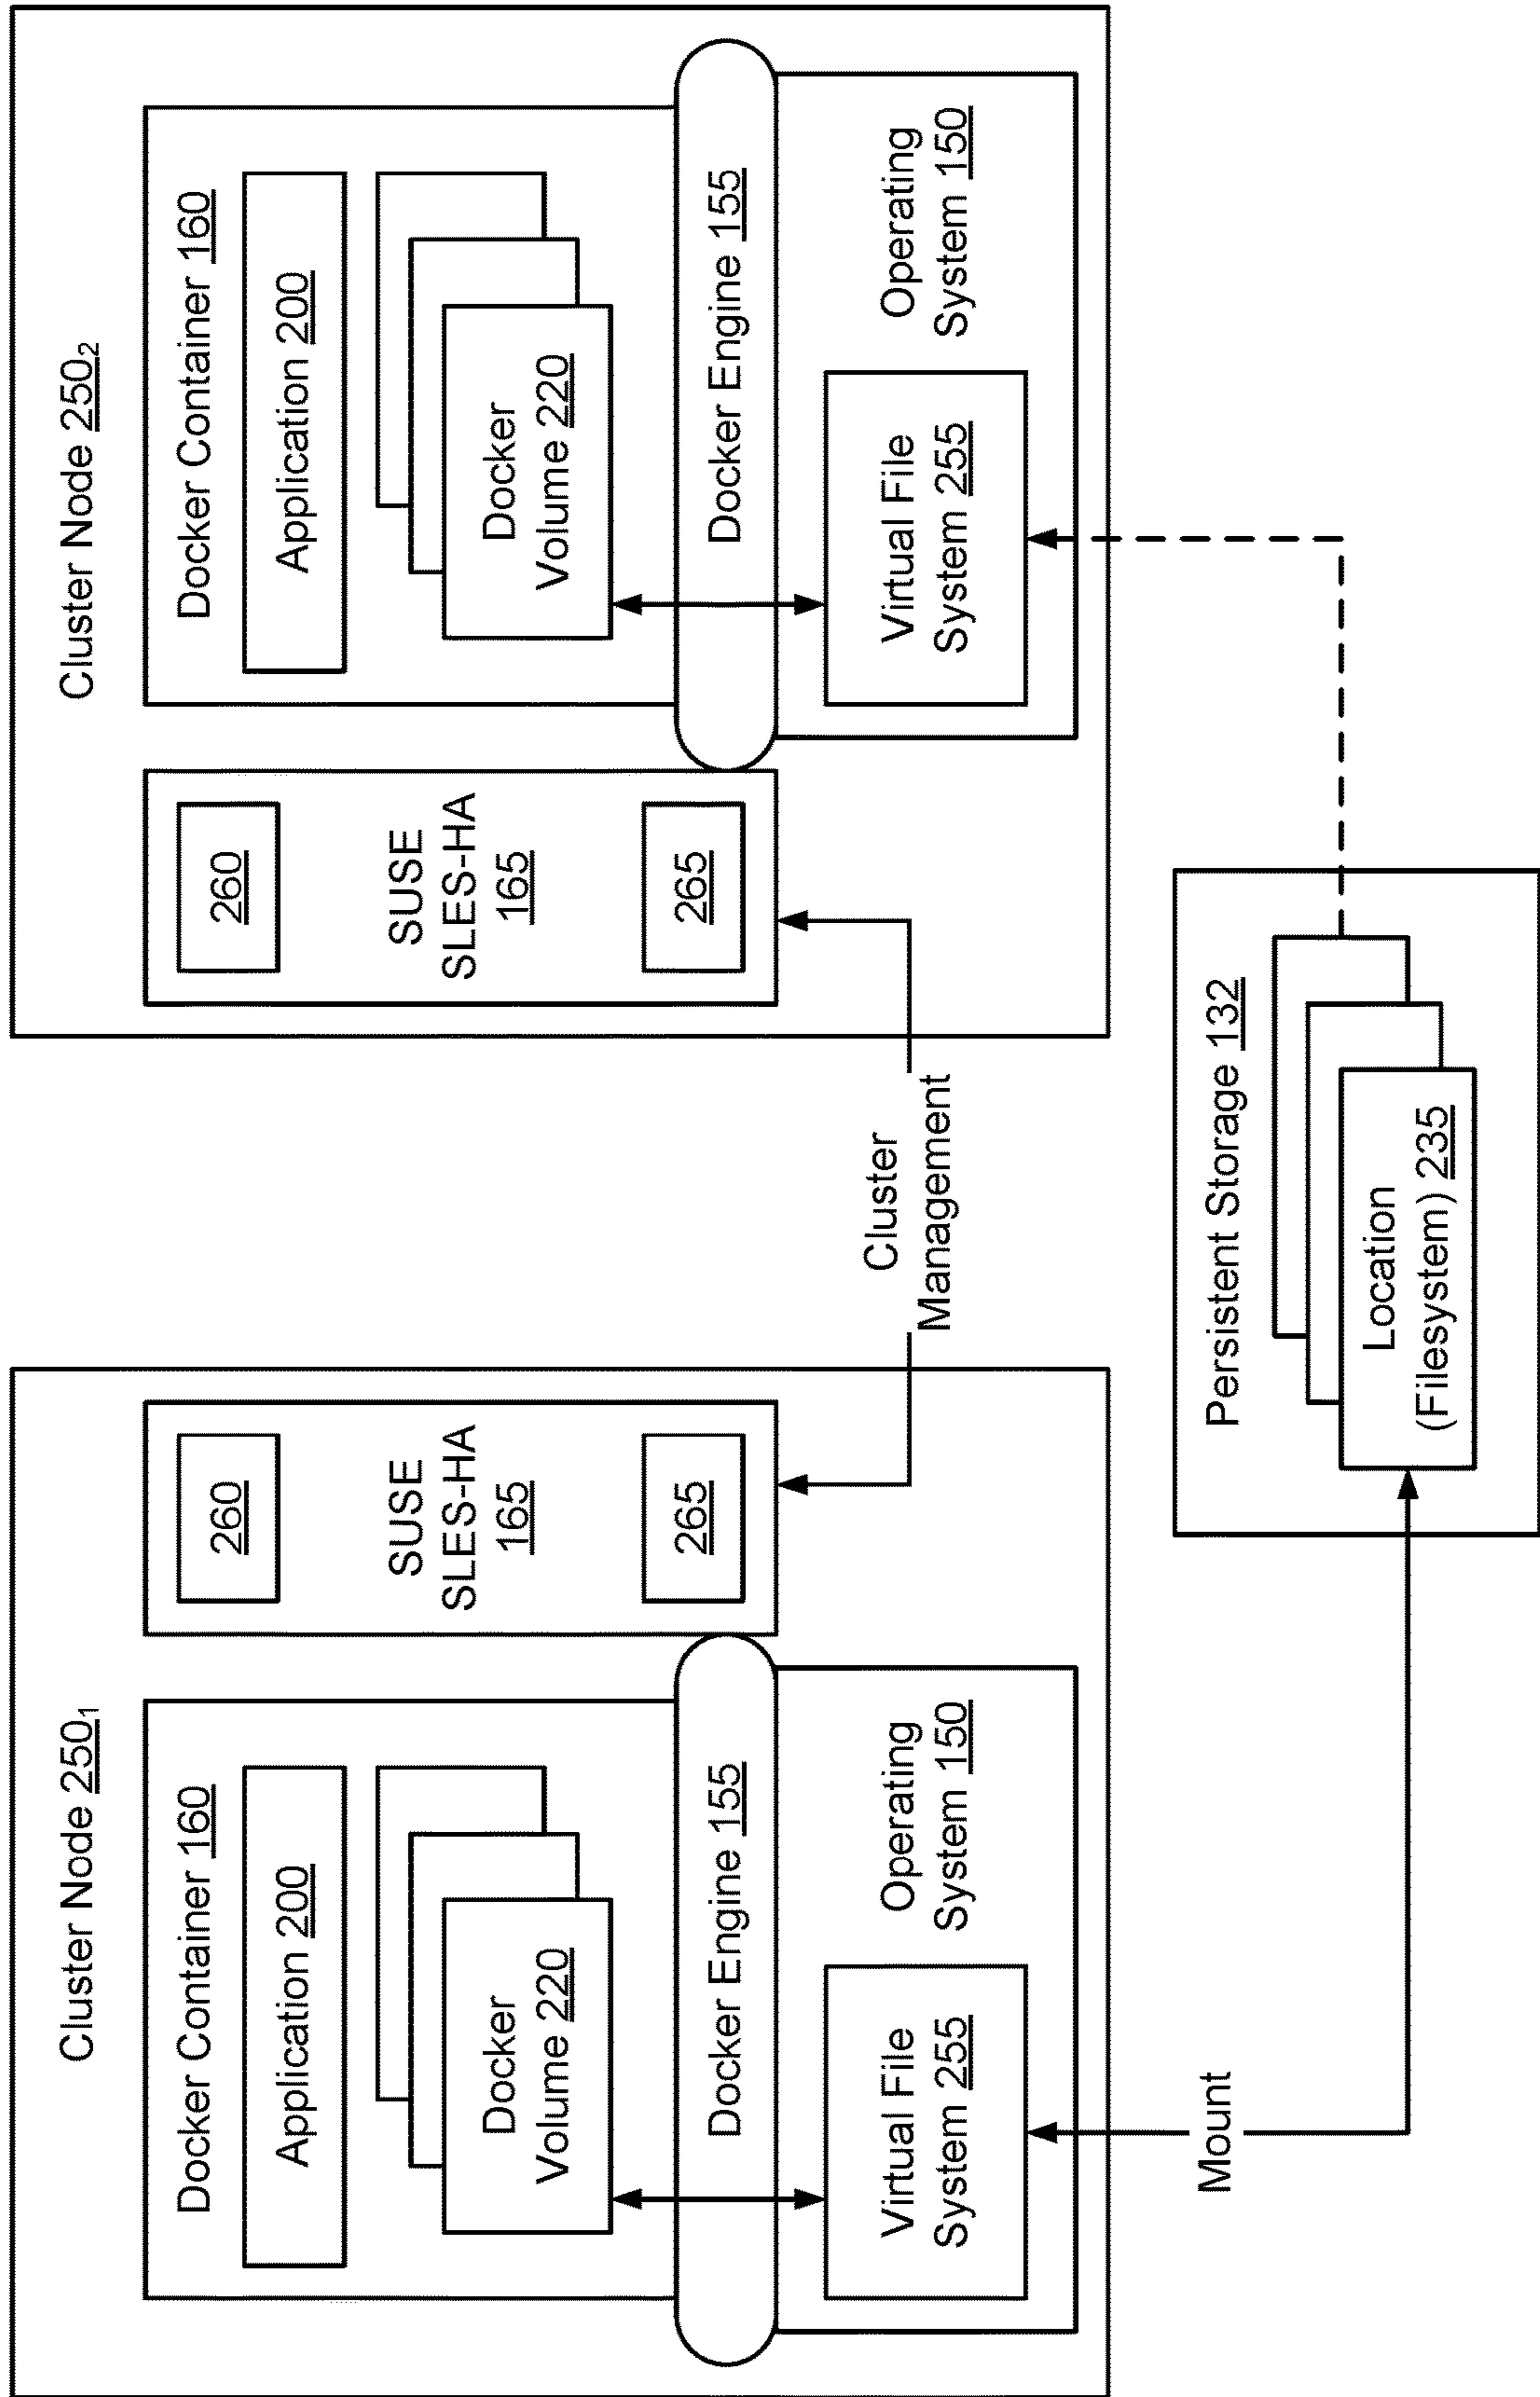 Cluster Node 250₁
Docker Container 160
Application 200
Docker
Volume 220
Docker Engine 155
Virtual File
System 255
Operating
System 150
260
SUSE
SLES-HA
165
265
Cluster
Management
Cluster Node 250₂
260
SUSE
SLES-HA
165
265
Docker Container 160
Application 200
Docker
Volume 220
Docker Engine 155
Virtual File
System 255
Operating
System 150
Mount
Persistent Storage 132
Location
(Filesystem) 235